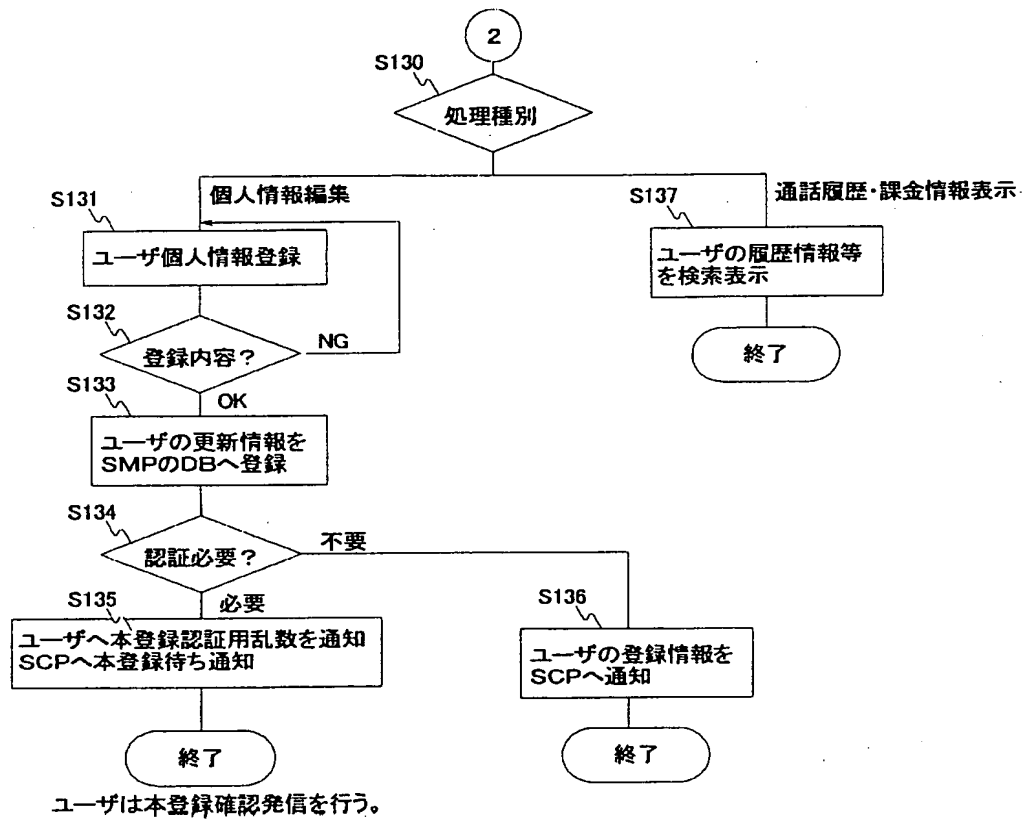 2
S130
処理種別
個人情報編集
通話履歴・課金情報表示
S131
ユーザ個人情報登録
S137
ユーザの履歴情報等
を検索表示
S132
登録内容?
NG
終了
OK
S133
ユーザの更新情報を
SMPのDBへ登録
S134
認証必要?
不要
必要
S135
ユーザへ本登録認証用乱数を通知
SCPへ本登録待ち通知
S136
ユーザの登録情報を
SCPへ通知
終了
終了
ユーザは本登録確認発信を行う。